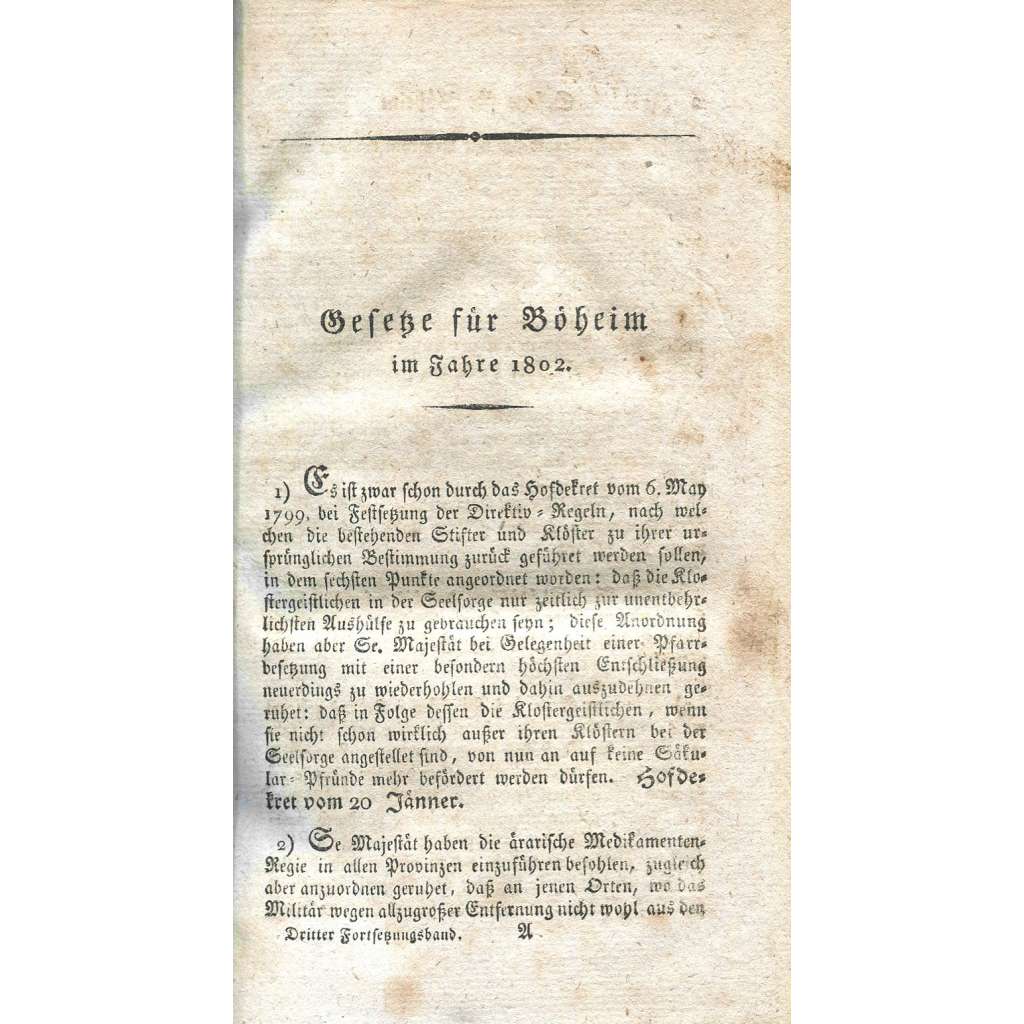 Gesetze für Böheim
im Jahre 1802.
1) Es ist zwar schon durch das Hofdekret vom 6. May
1799. bei Festsetzung der Direktiv-Regeln, nach wel-
chen die bestehenden Stifter und Klöster zu ihrer ur-
sprünglichen Bestimmung zurück geführet werden sollen,
in dem sechsten Punkte angeordnet worden: daß die Klo-
stergeistlichen in der Seelsorge nur zeitlich zur unentbehr-
lichsten Aushülfe zu gebrauchen seyn; diese Anordnung
haben aber Se. Majestät bei Gelegenheit einer Pfarr-
besetzung mit einer besondern höchsten Entschließung
neuerdings zu wiederhohlen und dahin auszudehnen ge-
ruhet: daß in Folge dessen die Klostergeistlichen, wenn
sie nicht schon wirklich außer ihren Klöstern bei der
Seelsorge angestellet sind, von nun an auf keine Säku-
lar-Pfründe mehr befördert werden dürfen. Hofde-
kret vom 20 Jänner.
2) Se Majestät haben die ärarische Medikamenten-
Regie in allen Provinzen einzuführen befohlen, zugleich
aber anzuordnen geruhet, daß an jenen Orten, wo das
Militär wegen allzugroßer Entfernung nicht wohl aus den
Dritter Fortsetzungsband. A